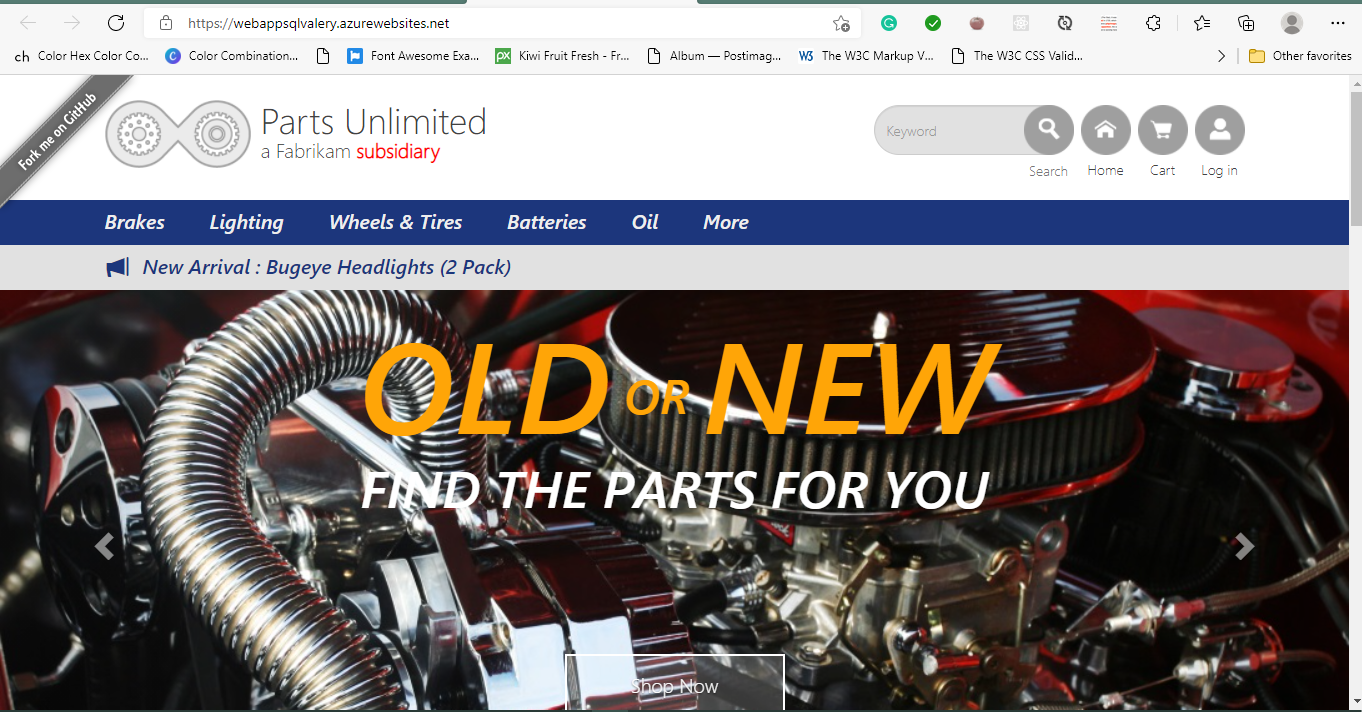 https://webappsqlvalery.azurewebsites.net
ch Color Hex Color Co... C Color Combination... Font Awesome Exa... px Kiwi Fruit Fresh - Fr... Album — Postimag... W3 The W3C Markup V... The W3C CSS Valid... Other favorites
Fork me on GitHub
Parts Unlimited
a Fabrikam subsidiary
Keyword
Search Home Cart Log in
Brakes Lighting Wheels & Tires Batteries Oil More
New Arrival : Bugeye Headlights (2 Pack)
OLD OR NEW
FIND THE PARTS FOR YOU
Shop Now